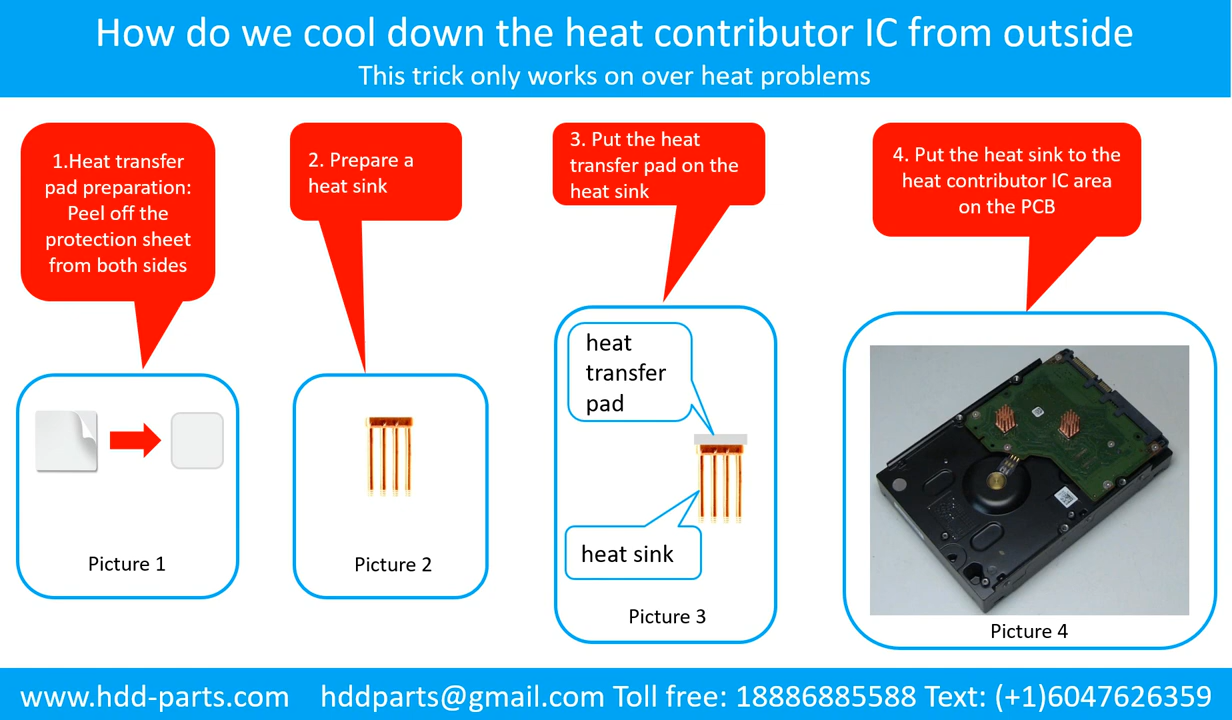 How do we cool down the heat contributor IC from outside
This trick only works on over heat problems
1.Heat transfer
pad preparation:
Peel off the
protection sheet
from both sides
2. Prepare a
heat sink
3. Put the heat
transfer pad on the
heat sink
4. Put the heat sink to the
heat contributor IC area
on the PCB
Picture 1
Picture 2
heat
transfer
pad
heat sink
Picture 3
Picture 4
www.hdd-parts.com hddparts@gmail.com Toll free: 18886885588 Text: (+1)6047626359